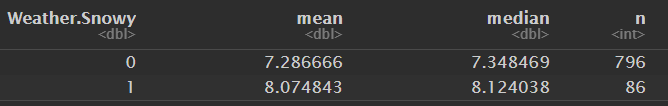 Weather.Snowy mean median n
<dbl> <dbl> <dbl> <int>
0 7.286666 7.348469 796
1 8.074843 8.124038 86